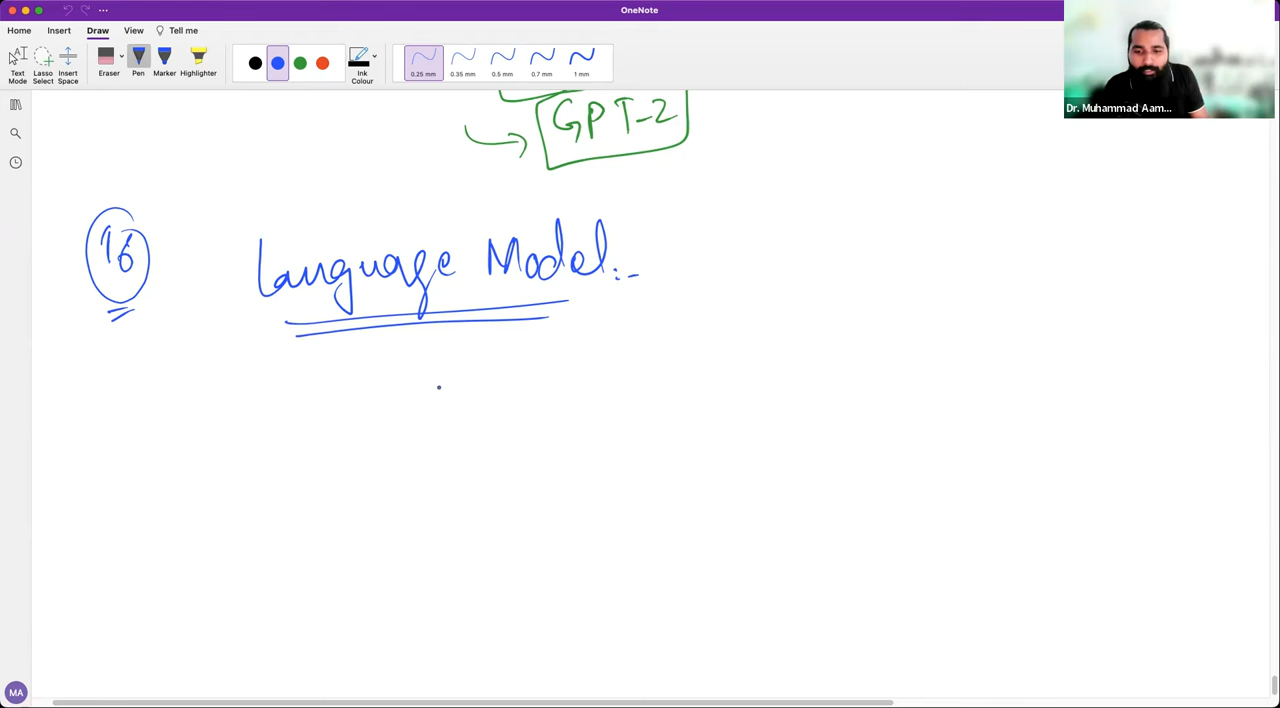 OneNote
Home Insert Draw View Tell me
Text Mode
Lasso Select
Insert Space
Eraser
Pen
Marker
Highlighter
Ink Colour
0.25 mm
0.35 mm
0.5 mm
0.7 mm
1 mm
Dr. Muhammad Aam...
GPT-2
16 Language Model:-
MA